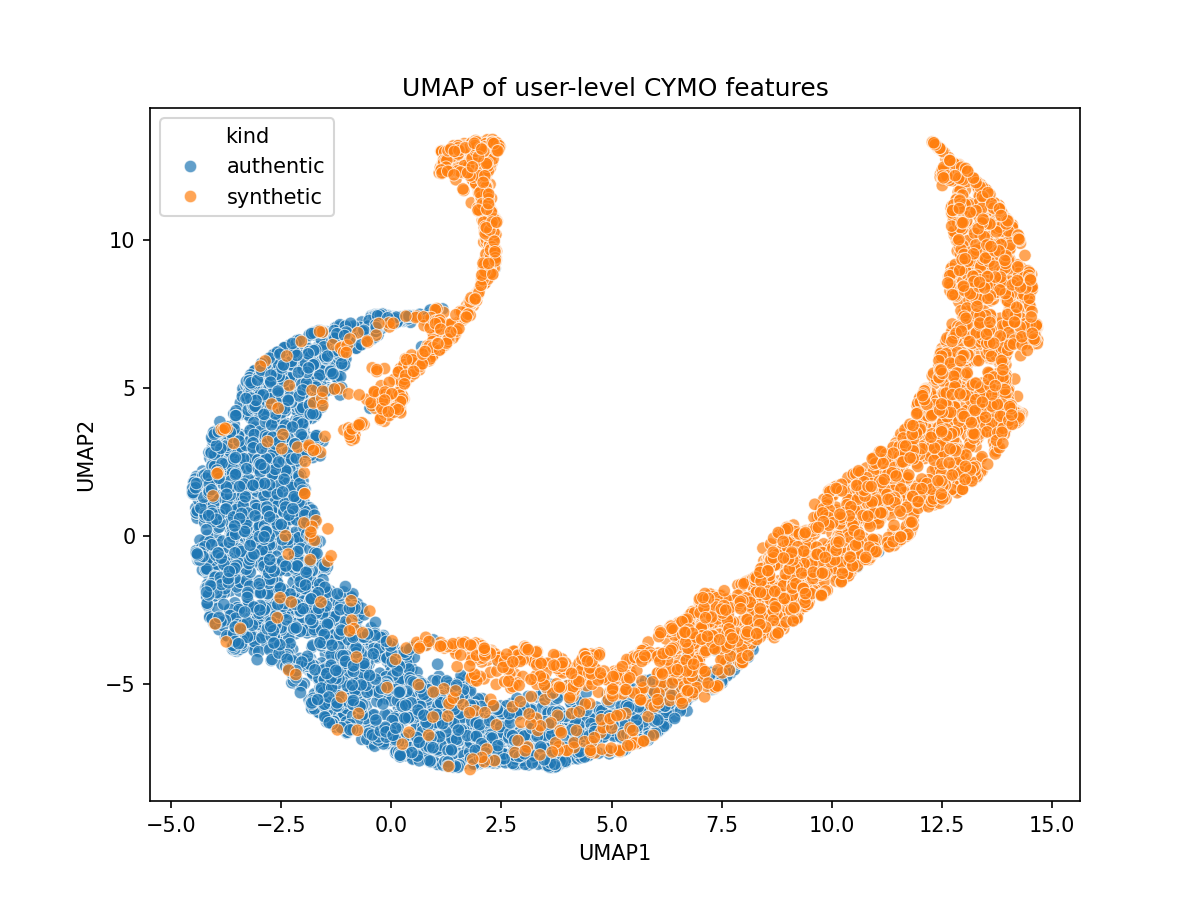 UMAP of user-level CYMO features
kind
authentic
synthetic
UMAP2
10
5
0
−5
−5.0 −2.5 0.0 2.5 5.0 7.5 10.0 12.5 15.0
UMAP1